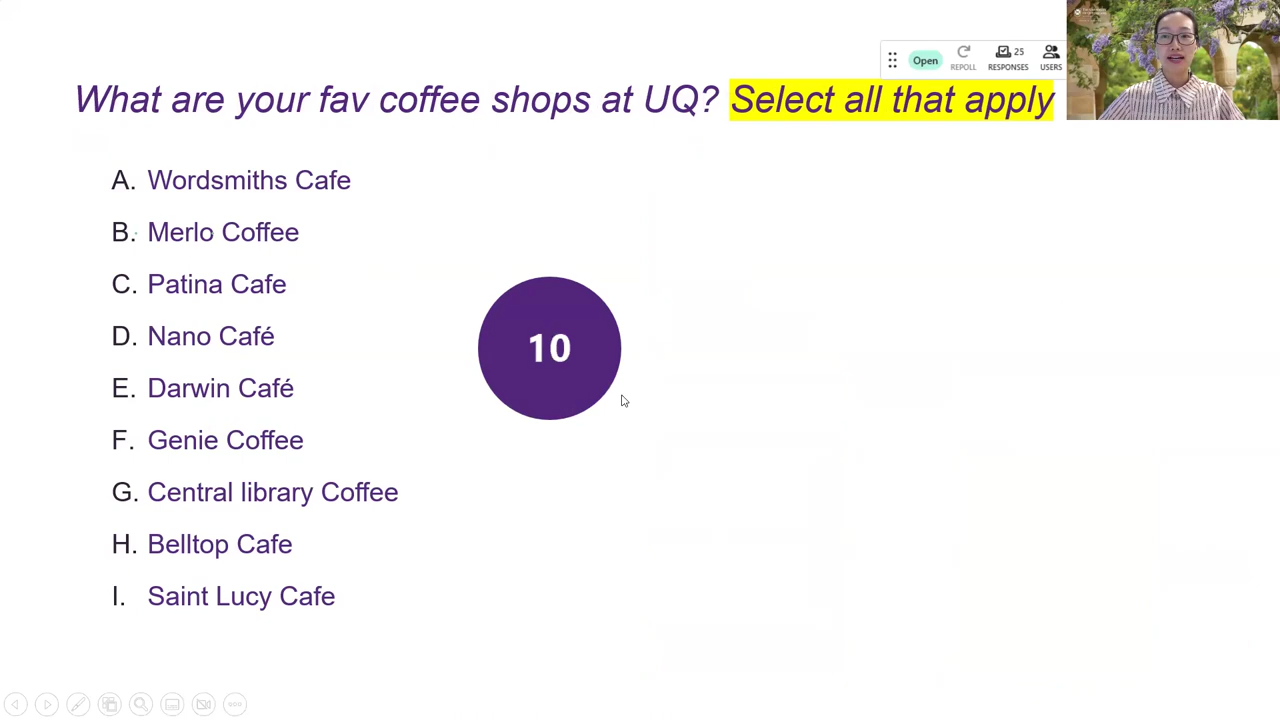 Open
REPOLL
25
RESPONSES
USERS
What are your fav coffee shops at UQ? Select all that apply
A. Wordsmiths Cafe
B. Merlo Coffee
C. Patina Cafe
D. Nano Café
E. Darwin Café
F. Genie Coffee
G. Central library Coffee
H. Belltop Cafe
I. Saint Lucy Cafe
10